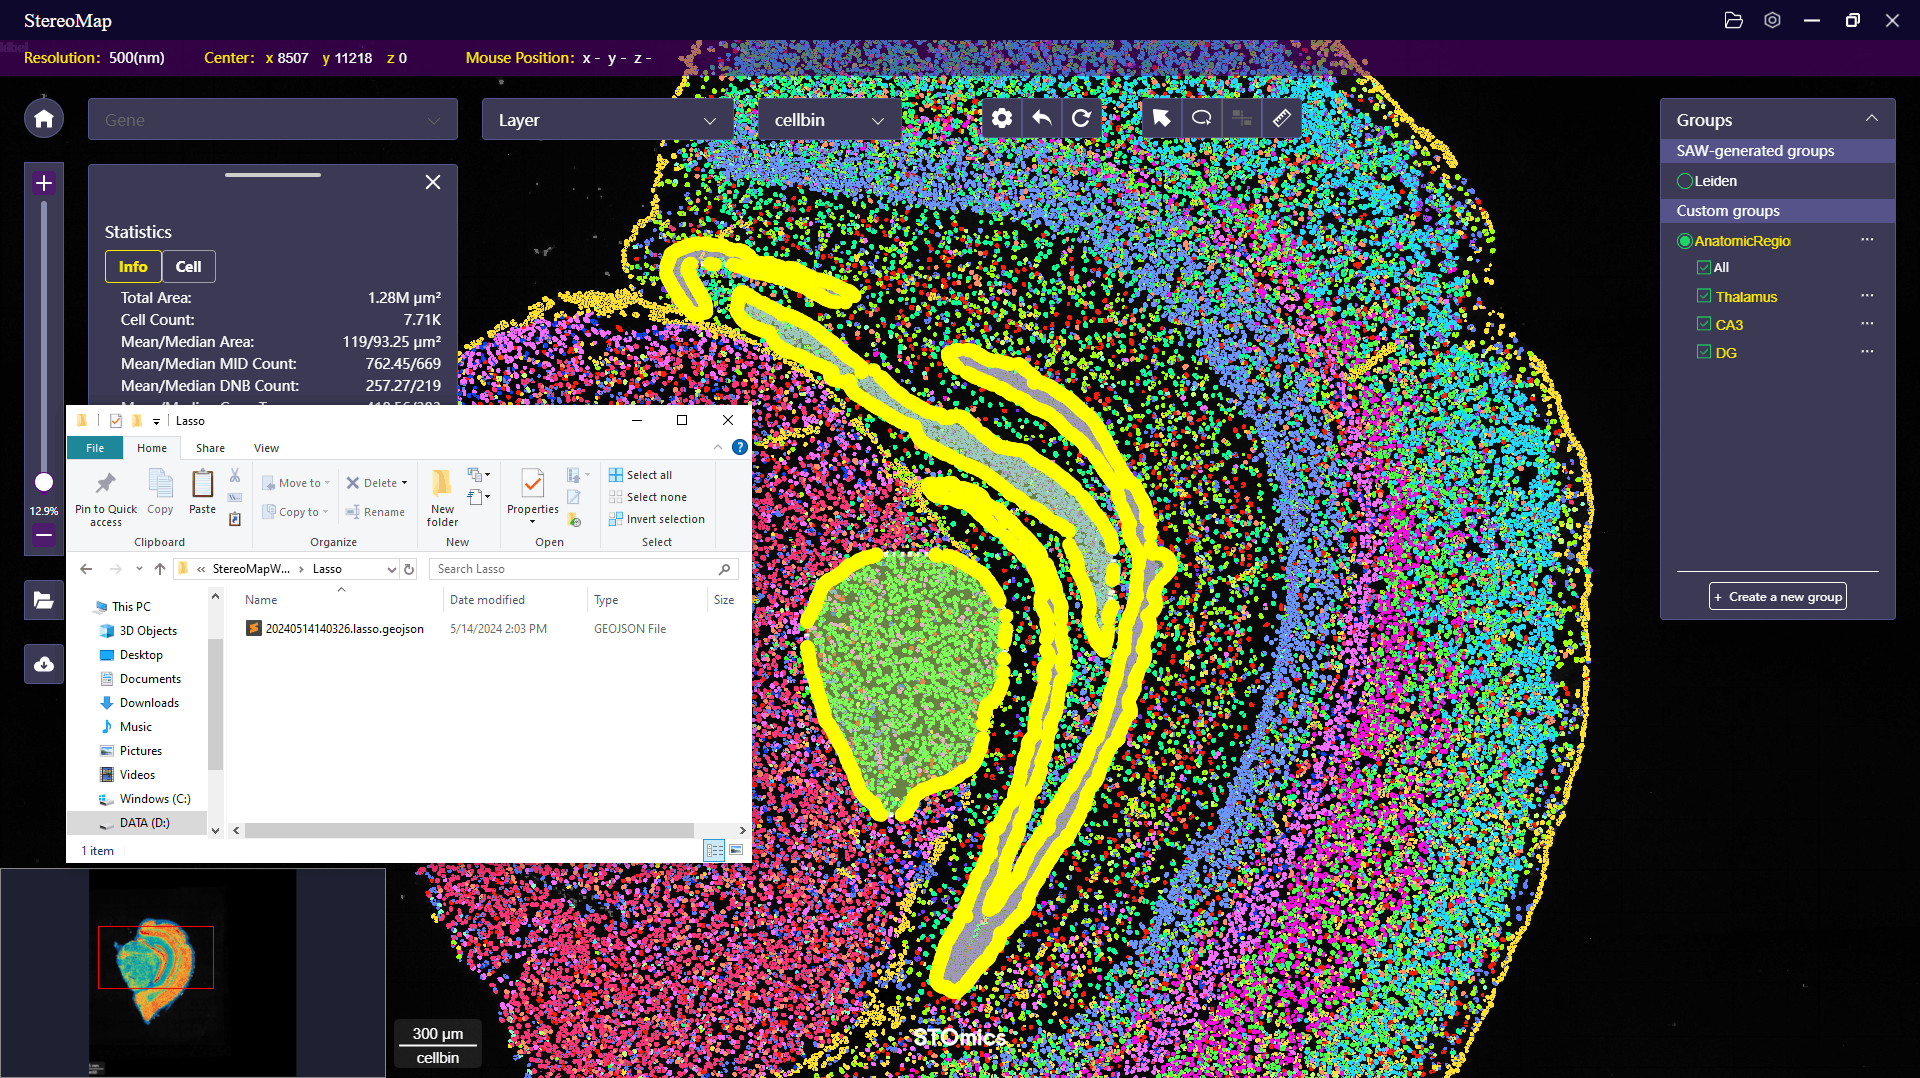 StereoMap
Resolution: 500(nm) Center: x 8507 y 11218 z 0 Mouse Position: x - y - z -
Gene
Layer
cellbin
Statistics
Info Cell
Total Area: 1.28M µm²
Cell Count: 7.71K
Mean/Median Area: 119/93.25 µm²
Mean/Median MID Count: 762.45/669
Mean/Median DNB Count: 257.27/219
12.9%
Groups
SAW-generated groups
Leiden
Custom groups
AnatomicRegio
All
Thalamus
CA3
DG
+ Create a new group
Lasso
File Home Share View
Pin to Quick access
Copy
Paste
Clipboard
Move to
Copy to
Delete
Rename
Organize
New folder
New
Properties
Open
Select all
Select none
Invert selection
Select
« StereoMapW... › Lasso
Search Lasso
This PC
3D Objects
Desktop
Documents
Downloads
Music
Pictures
Videos
Windows (C:)
DATA (D:)
Name Date modified Type Size
20240514140326.lasso.geojson 5/14/2024 2:03 PM GEOJSON File
1 item
300 µm
cellbin
STOmics